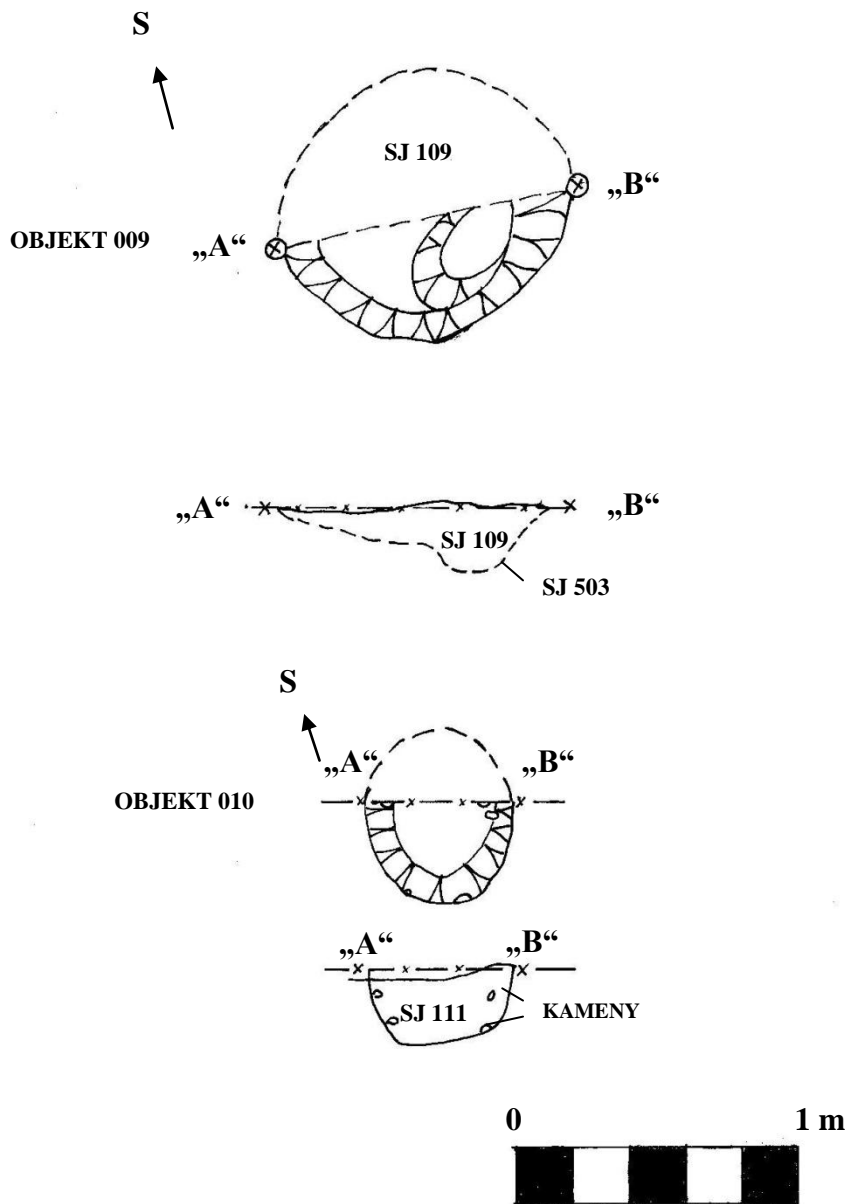 S
SJ 109
„B“
OBJEKT 009 „A“
„A“ „B“
SJ 109
SJ 503
S
„A“ „B“
OBJEKT 010
„A“ „B“
SJ 111 KAMENY
0 1 m